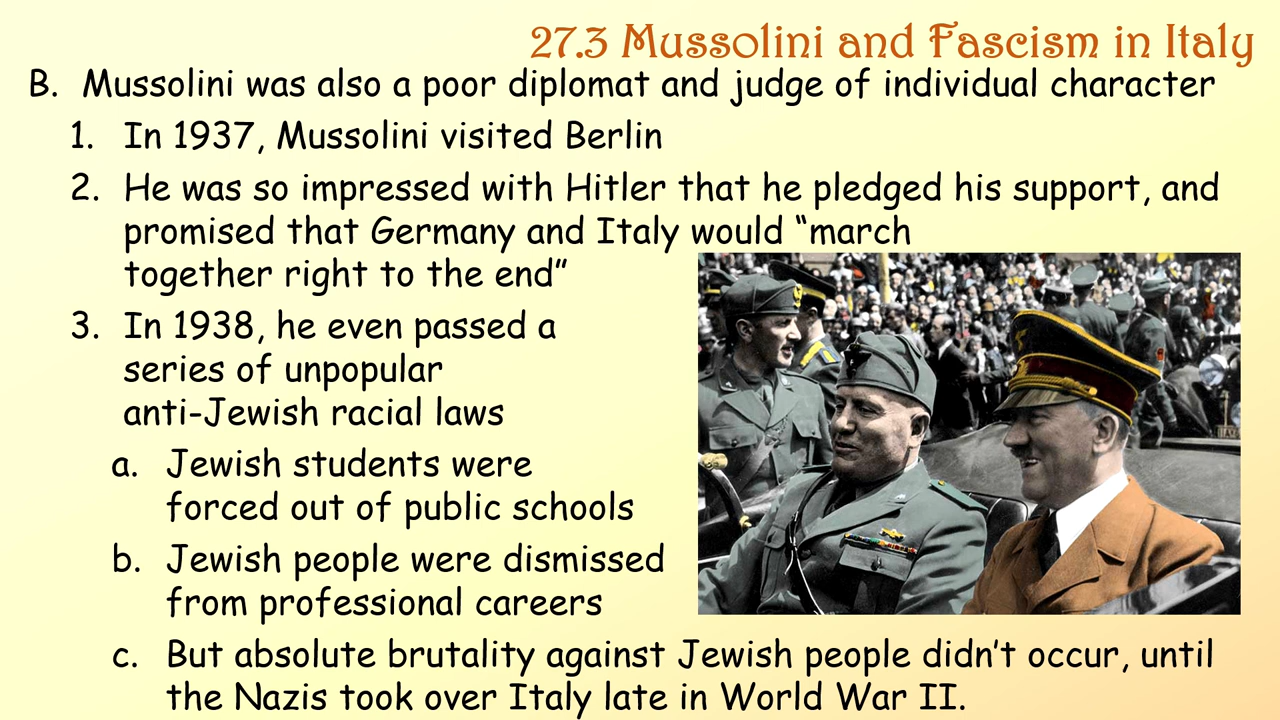 27.3 Mussolini and Fascism in Italy
B. Mussolini was also a poor diplomat and judge of individual character
1. In 1937, Mussolini visited Berlin
2. He was so impressed with Hitler that he pledged his support, and
promised that Germany and Italy would “march
together right to the end”
3. In 1938, he even passed a
series of unpopular
anti-Jewish racial laws
a. Jewish students were
forced out of public schools
b. Jewish people were dismissed
from professional careers
c. But absolute brutality against Jewish people didn’t occur, until
the Nazis took over Italy late in World War II.